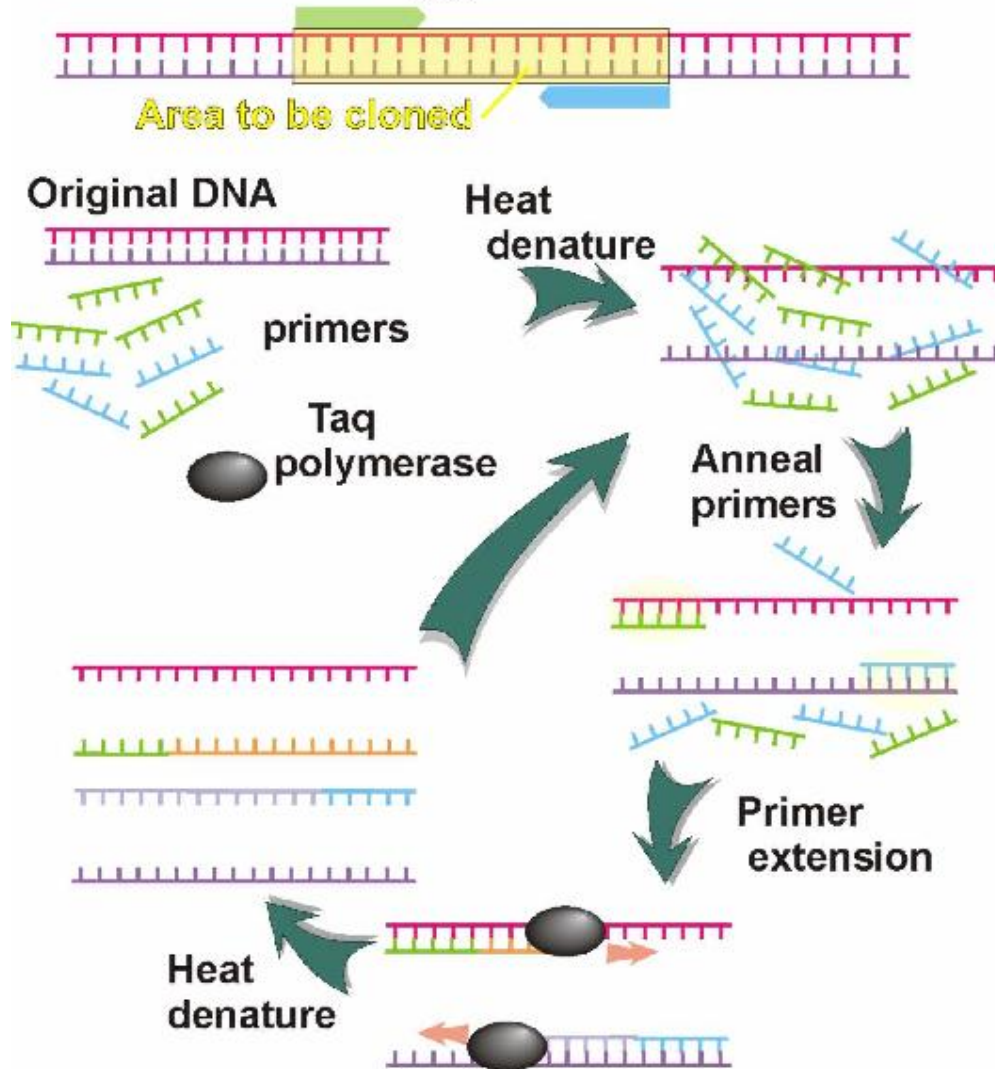 Area to be cloned
Original DNA
Heat
denature
primers
Taq
polymerase
Anneal
primers
Primer
extension
Heat
denature